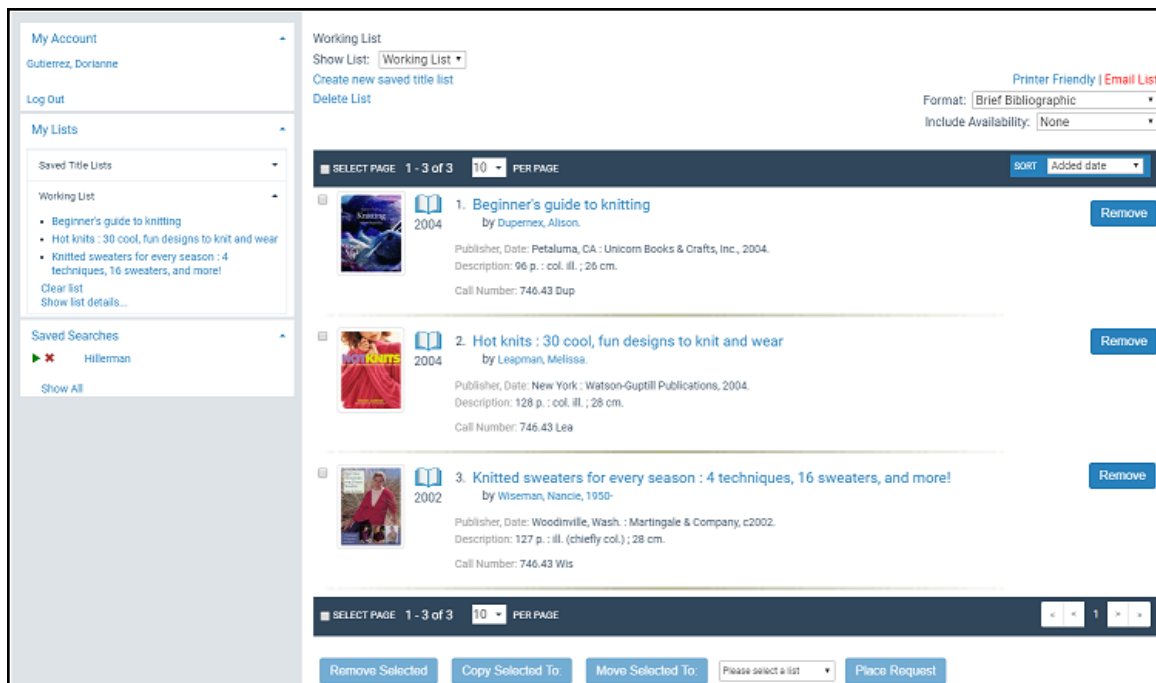 My Account
Gutierrez, Dorianne
Log Out
My Lists
Saved Title Lists
Working List
Beginner's guide to knitting
Hot knits : 30 cool, fun designs to knit and wear
Knitted sweaters for every season : 4
techniques, 16 sweaters, and more!
Clear list
Show list details...
Saved Searches
Hillerman
Show All
Working List
Show List: Working List
Create new saved title list
Delete List
Printer Friendly | Email List
Format: Brief Bibliographic
Include Availability: None
SELECT PAGE 1 - 3 of 3 10 PER PAGE SORT Added date
Knitting
2004
1. Beginner's guide to knitting
by Dupernex, Alison.
Publisher, Date: Petaluma, CA : Unicorn Books & Crafts, Inc., 2004.
Description: 96 p. : col. ill. ; 26 cm.
Call Number: 746.43 Dup
Remove
HOT KNITS
2004
2. Hot knits : 30 cool, fun designs to knit and wear
by Leapman, Melissa.
Publisher, Date: New York : Watson-Guptill Publications, 2004.
Description: 128 p. : col. ill. ; 28 cm.
Call Number: 746.43 Lea
Remove
2002
3. Knitted sweaters for every season : 4 techniques, 16 sweaters, and more!
by Wiseman, Nancie, 1950-
Publisher, Date: Woodinville, Wash. : Martingale & Company, c2002.
Description: 127 p. : ill. (chiefly col.) ; 28 cm.
Call Number: 746.43 Wis
Remove
SELECT PAGE 1 - 3 of 3 10 PER PAGE « < 1 > »
Remove Selected Copy Selected To: Move Selected To: Please select a list Place Request